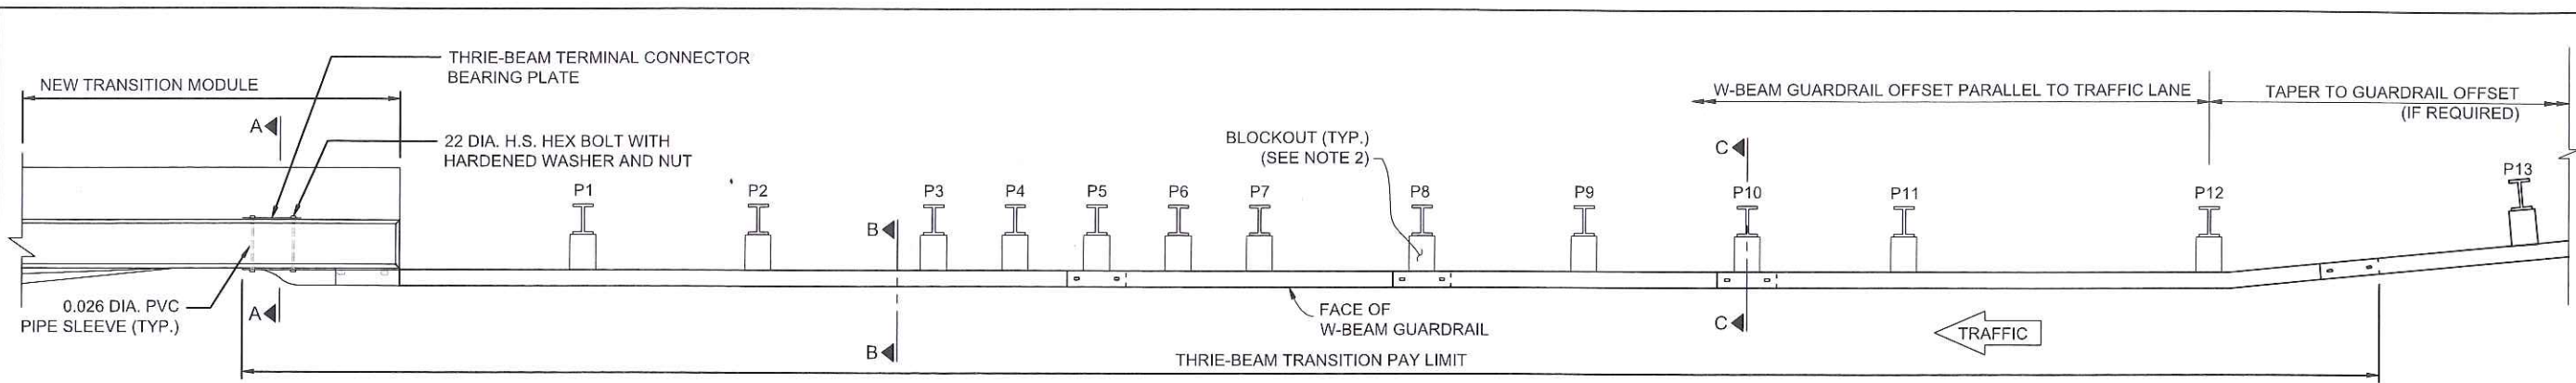 THRIE-BEAM TERMINAL CONNECTOR
BEARING PLATE
NEW TRANSITION MODULE
W-BEAM GUARDRAIL OFFSET PARALLEL TO TRAFFIC LANE
TAPER TO GUARDRAIL OFFSET
(IF REQUIRED)
A
22 DIA. H.S. HEX BOLT WITH
HARDENED WASHER AND NUT
BLOCKOUT (TYP.)
(SEE NOTE 2)
C
P1
P2
P3
P4
P5
P6
P7
P8
P9
P10
P11
P12
P13
B
0.026 DIA. PVC
PIPE SLEEVE (TYP.)
A
FACE OF
W-BEAM GUARDRAIL
C
TRAFFIC
B
THRIE-BEAM TRANSITION PAY LIMIT